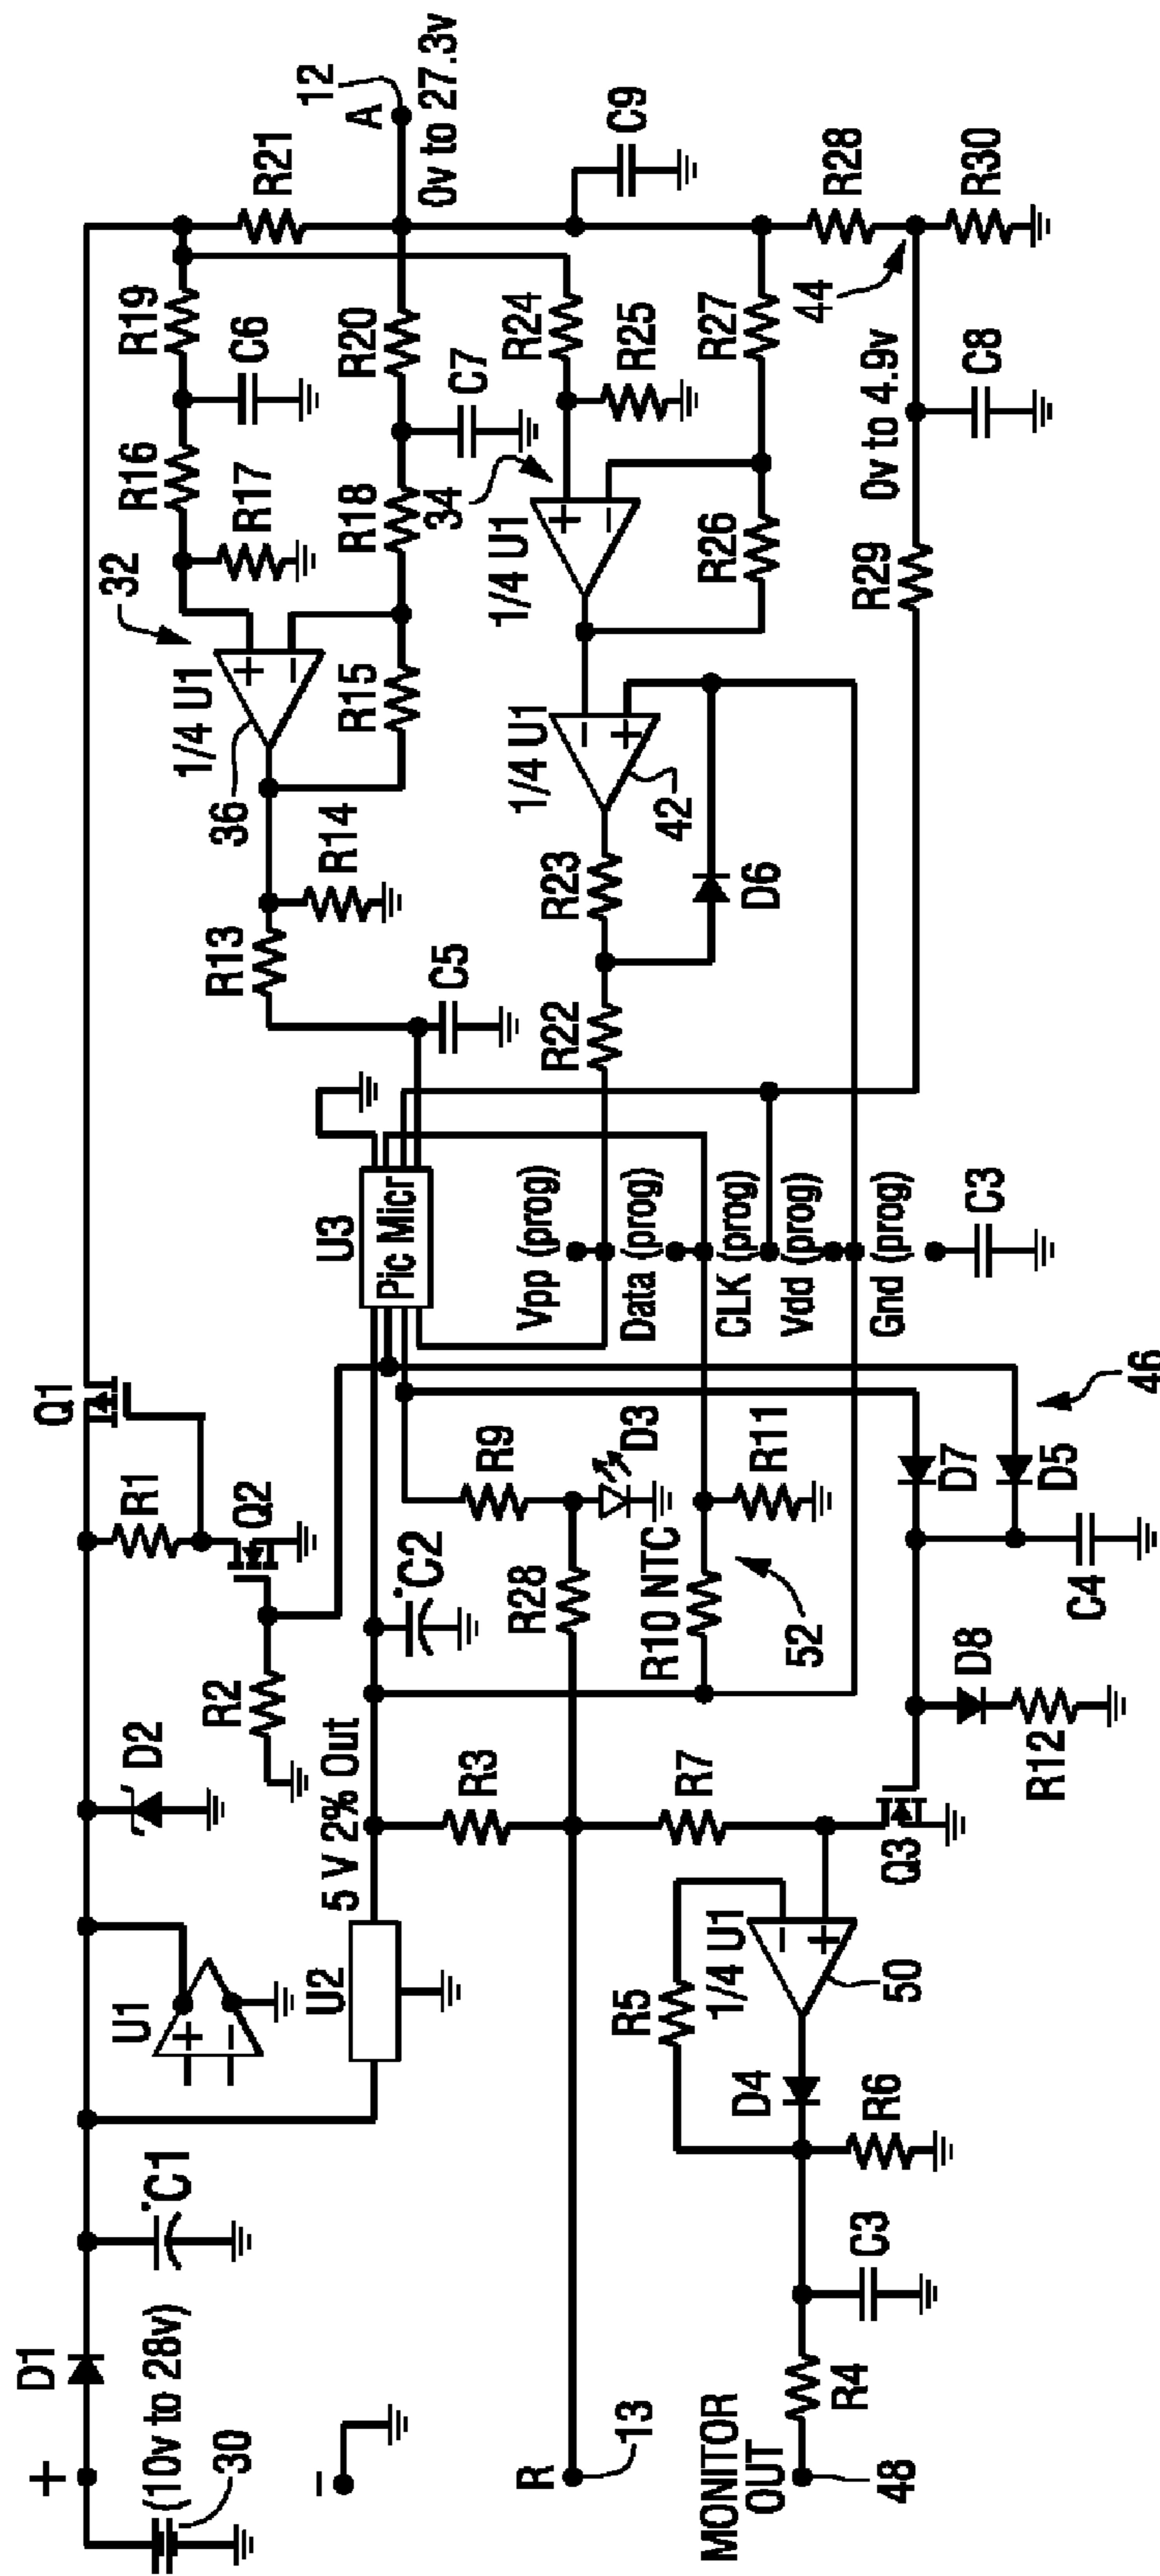 +
D1
(10v to 28v)
30
C1
U1
+
−
D2
R2
R1
Q2
Q1
−
U2
5 V 2% Out
C2
R9
D3
R28
U3
Pic Micr
R3
R10 NTC
52
R11
R
13
R7
MONITOR
OUT
48
R4
C3
R6
D4
R5
1/4 U1
−
+
50
Q3
R12
D8
C4
D7
D5
46
Vpp (prog)
Data (prog)
CLK (prog)
Vdd (prog)
Gnd (prog)
C3
C5
R13
R14
36
1/4 U1
+
−
32
R15
R17
R16
R18
C6
R19
C7
R20
R21
12
A
0v to 27.3v
C9
R22
R23
D6
42
1/4 U1
−
+
1/4 U1
+
−
34
R24
R25
R26
R27
R29
0v to 4.9v
C8
44
R28
R30